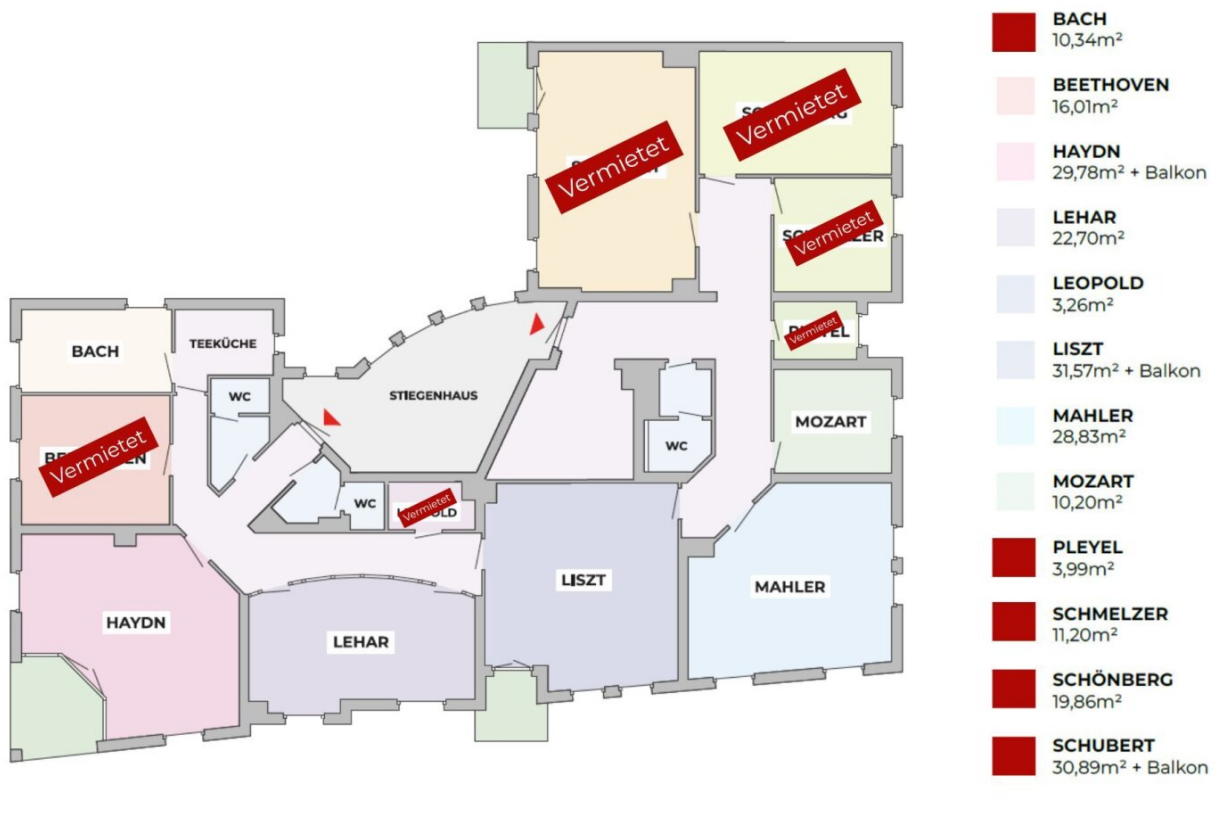 Vermietet
Vermietet
Vermietet
Vermietet
BACH
TEEKÜCHE
WC
STIEGENHAUS
MOZART
Vermietet
WC
WC
Vermietet
LISZT
MAHLER
HAYDN
LEHAR
BACH
10,34m²
BEETHOVEN
16,01m²
HAYDN
29,78m² + Balkon
LEHAR
22,70m²
LEOPOLD
3,26m²
LISZT
31,57m² + Balkon
MAHLER
28,83m²
MOZART
10,20m²
PLEYEL
3,99m²
SCHMELZER
11,20m²
SCHÖNBERG
19,86m²
SCHUBERT
30,89m² + Balkon